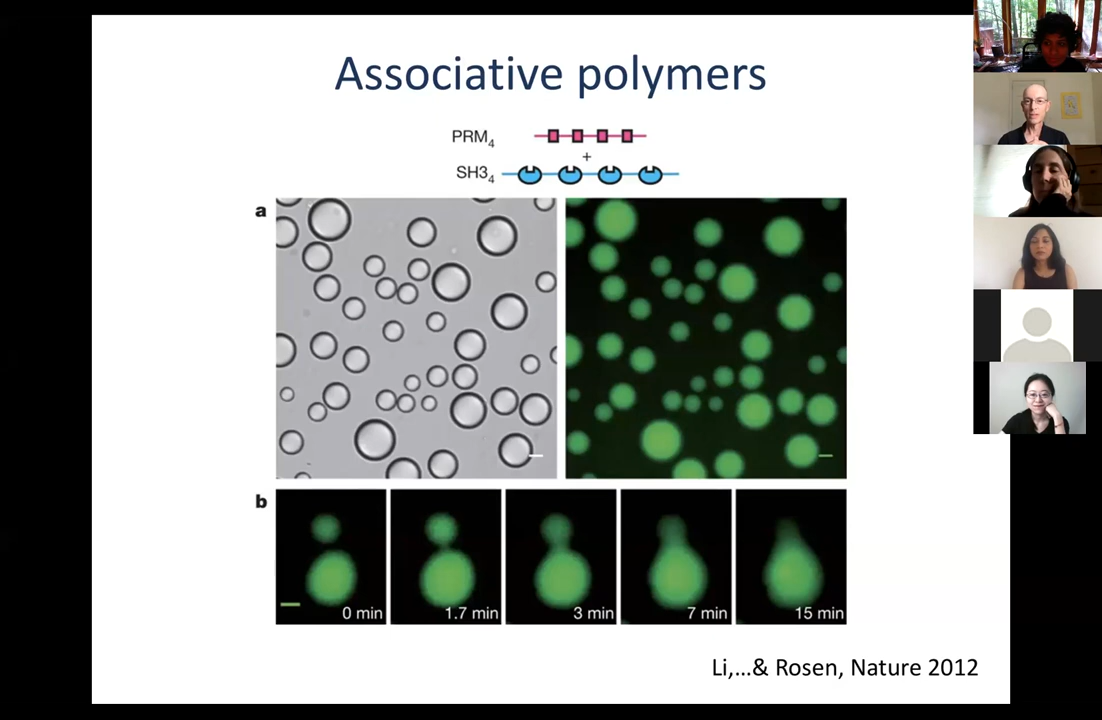 Associative polymers
PRM4
+
SH34
a
b
0 min
1.7 min
3 min
7 min
15 min
Li,...& Rosen, Nature 2012